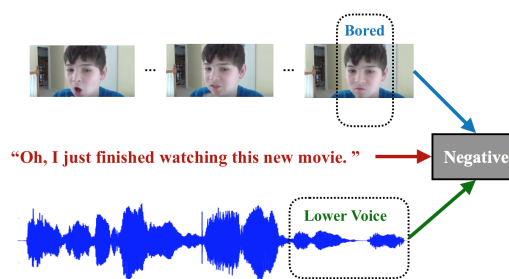 Bored
... ...
“Oh, I just finished watching this new movie. ”
Negative
Lower Voice